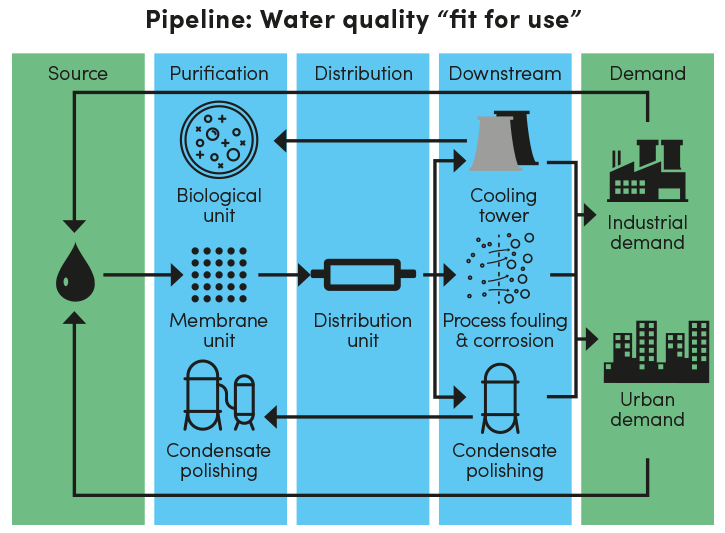 Pipeline: Water quality “fit for use”
Source
Purification
Distribution
Downstream
Demand
Biological
unit
Cooling
tower
Industrial
demand
Membrane
unit
Distribution
unit
Process fouling
& corrosion
Urban
demand
Condensate
polishing
Condensate
polishing